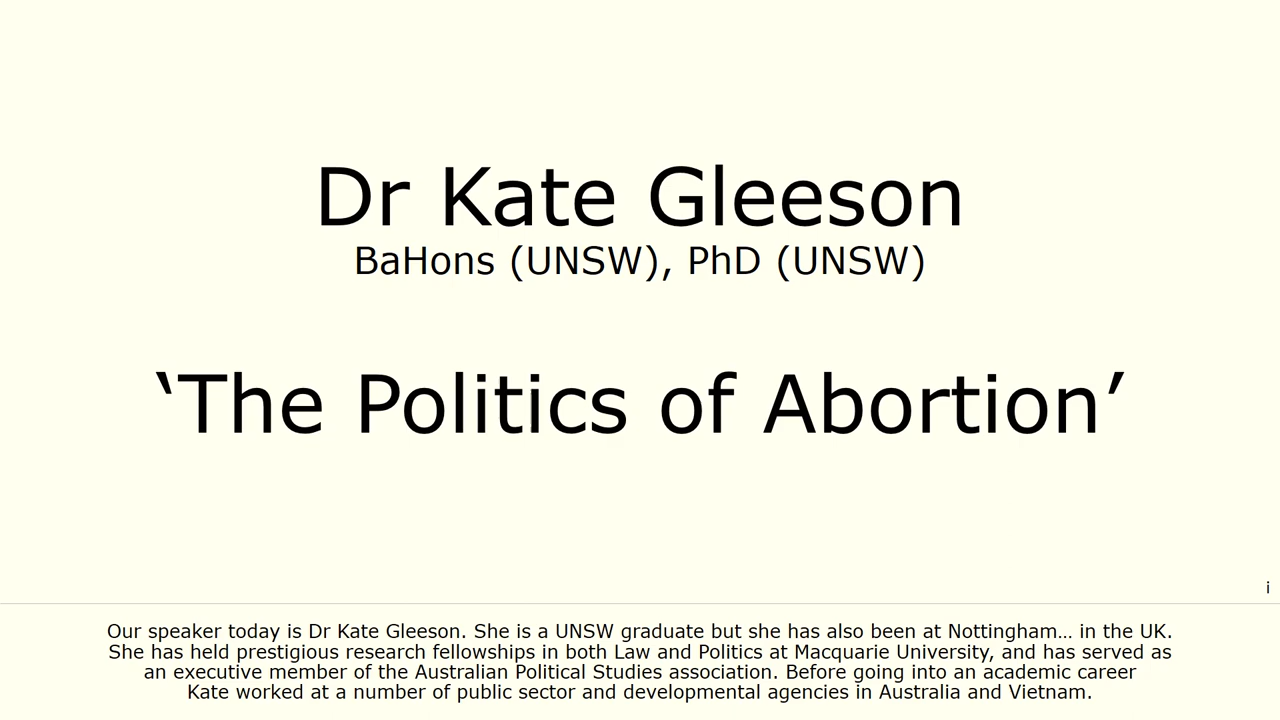 Dr Kate Gleeson
BaHons (UNSW), PhD (UNSW)
‘The Politics of Abortion’
i
Our speaker today is Dr Kate Gleeson. She is a UNSW graduate but she has also been at Nottingham… in the UK.
She has held prestigious research fellowships in both Law and Politics at Macquarie University, and has served as
an executive member of the Australian Political Studies association. Before going into an academic career
Kate worked at a number of public sector and developmental agencies in Australia and Vietnam.